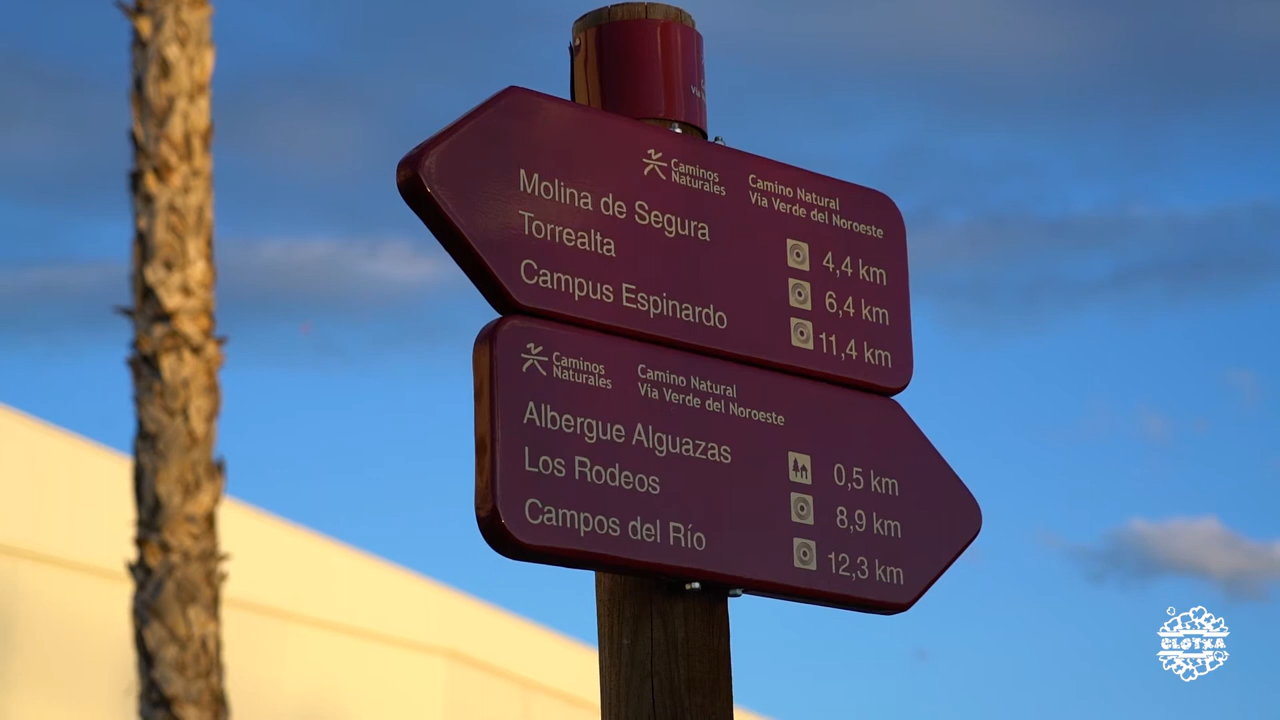 Caminos
Naturales
Camino Natural
Vía Verde del Noroeste
Molina de Segura 4,4 km
Torrealta 6,4 km
Campus Espinardo 11,4 km
Caminos
Naturales
Camino Natural
Vía Verde del Noroeste
Albergue Alguazas 0,5 km
Los Rodeos 8,9 km
Campos del Río 12,3 km
CLOTXA